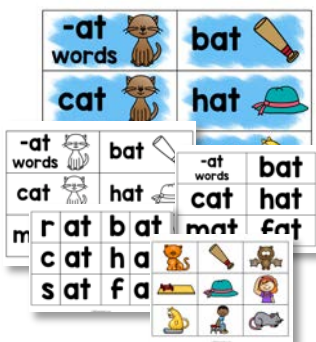 -at words bat
cat hat
-at words bat
cat hat
m
-at words bat
cat hat
mat fat
r at b at
c at h a
s at f a